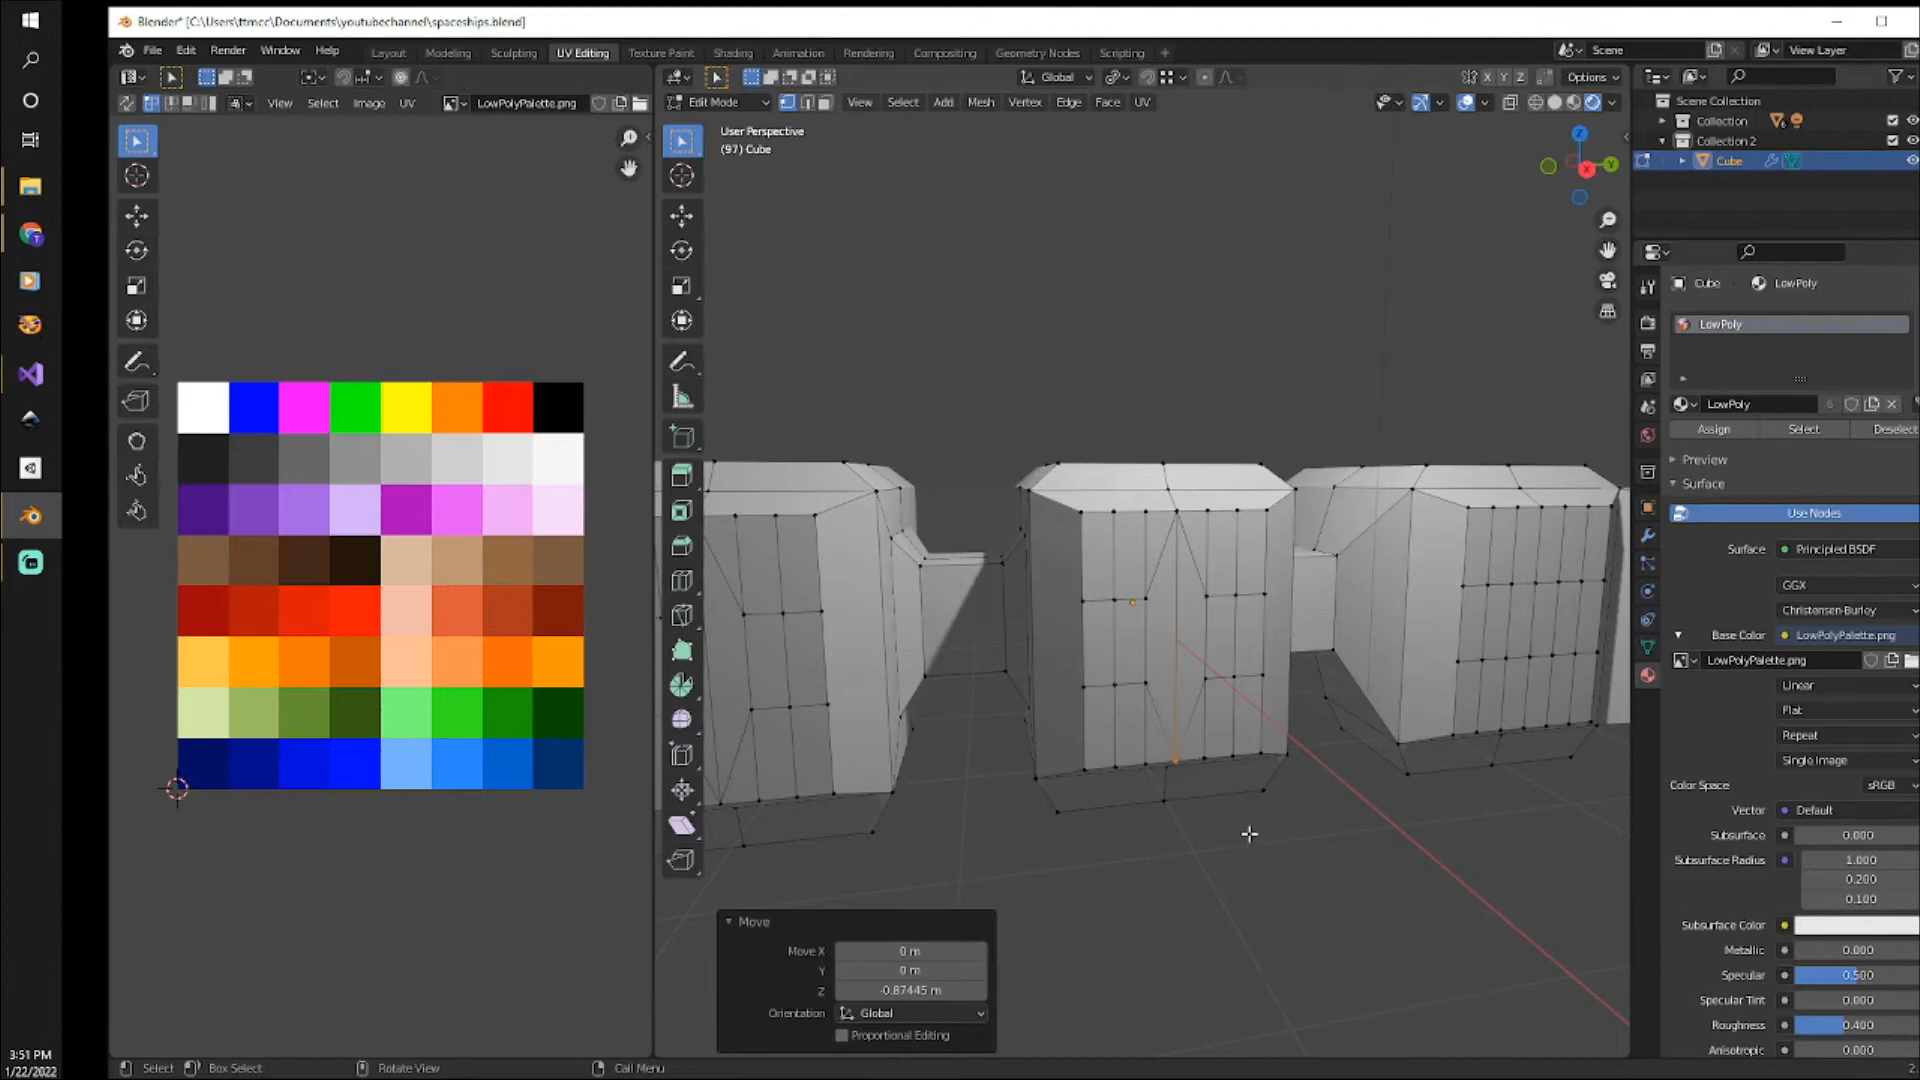 Blender* [C:\Users\ttmcc\Documents\youtubechannel\spaceships.blend]
File Edit Render Window Help Layout Modeling Sculpting UV Editing Texture Paint Shading Animation Rendering Compositing Geometry Nodes Scripting + Scene View Layer
Global Options
View Select Image UV LowPolyPalette.png Edit Mode View Select Add Mesh Vertex Edge Face UV
X Y Z
Scene Collection
Collection
Collection 2
Cube
User Perspective
(97) Cube
Z
Y
X
Cube LowPoly
LowPoly
LowPoly 6
Assign Select Deselect
Preview
Surface
Use Nodes
Surface Principled BSDF
GGX
Christensen-Burley
Base Color LowPolyPalette.png
LowPolyPalette.png
Linear
Flat
Repeat
Single Image
Color Space sRGB
Vector Default
Subsurface 0.000
Subsurface Radius 1.000
0.200
0.100
Subsurface Color
Metallic 0.000
Specular 0.500
Specular Tint 0.000
Roughness 0.400
Anisotropic 0.000
Move
Move X 0 m
Y 0 m
Z -0.87445 m
Orientation Global
Proportional Editing
3:51 PM
1/22/2022
Select Box Select Rotate View Call Menu 2.